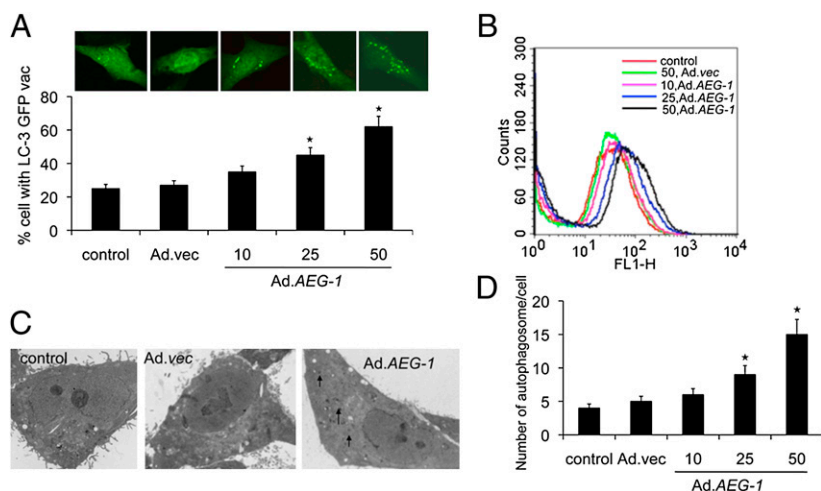 A
% cell with LC-3 GFP vac
80
60
40
20
0
control Ad.vec 10 25 50
Ad.AEG-1
B
Counts
300
240
180
120
60
0
control
50, Ad.vec
10,Ad.AEG-1
25,Ad.AEG-1
50,Ad.AEG-1
10^0 10^1 10^2 10^3 10^4
FL1-H
C
control
Ad.vec
Ad.AEG-1
D
Number of autophagosome/cell
20
15
10
5
0
control Ad.vec 10 25 50
Ad.AEG-1